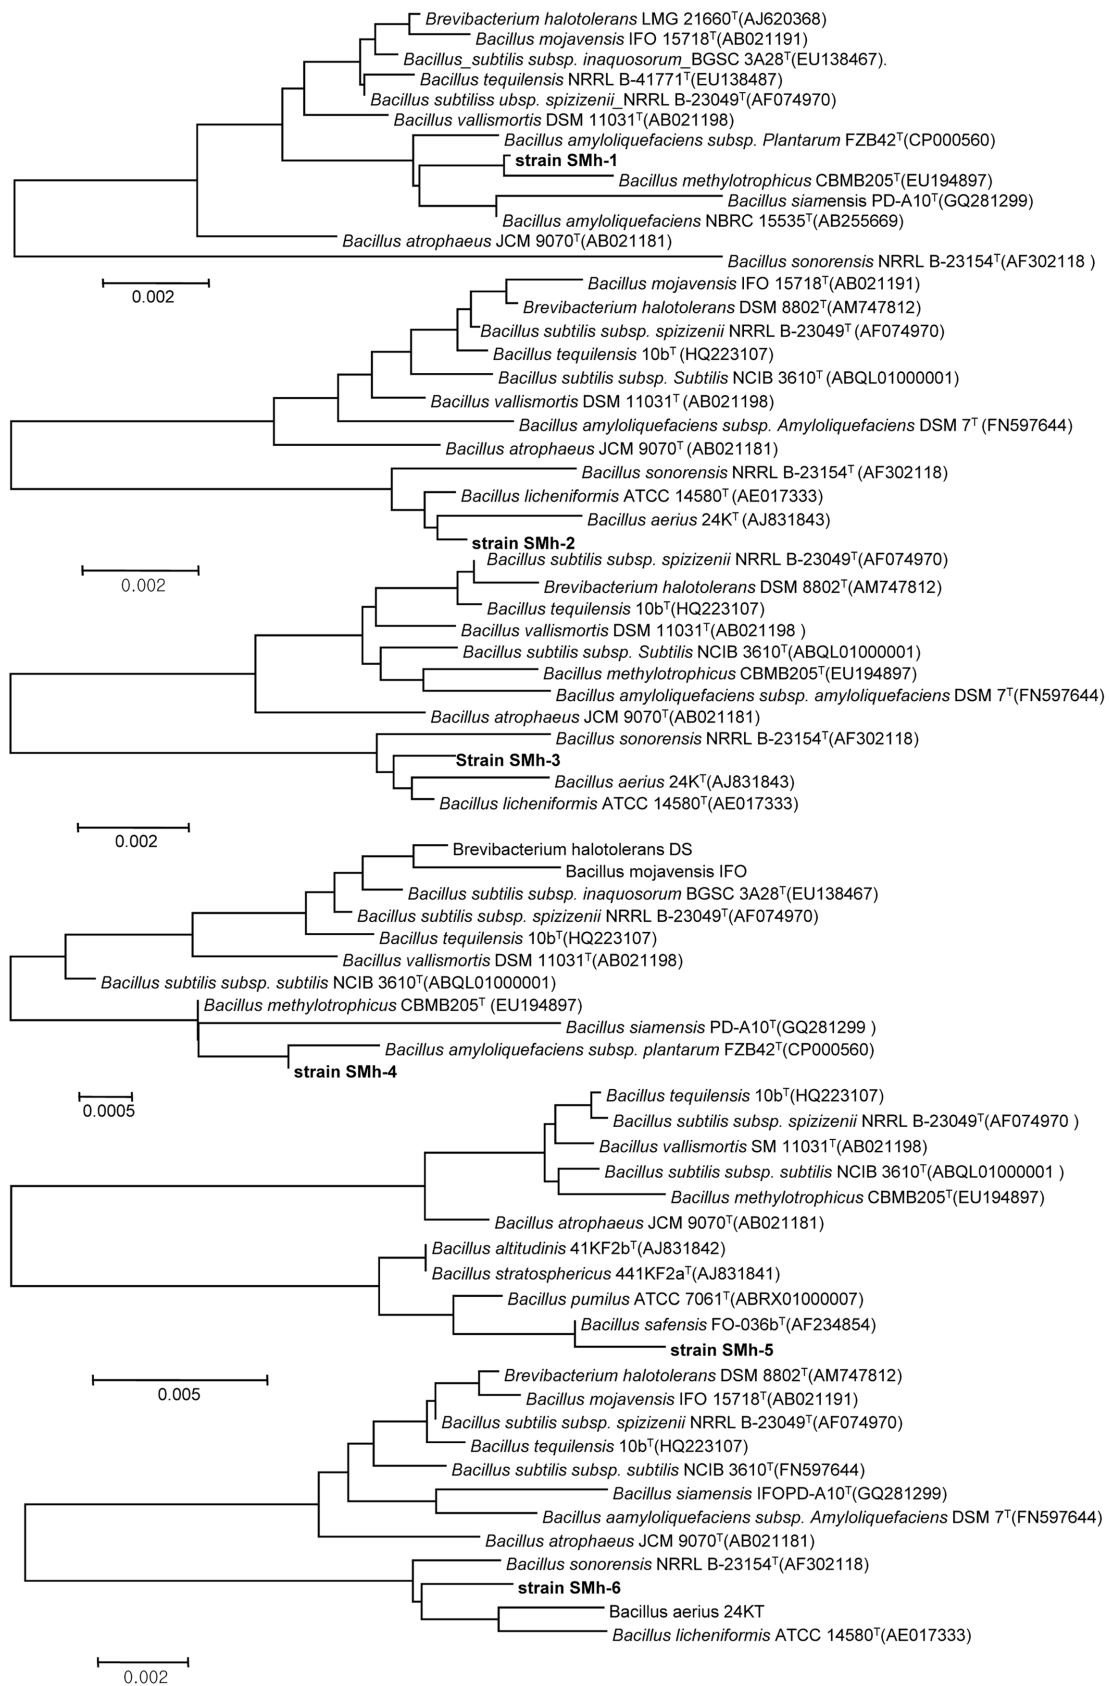 Brevibacterium halotolerans LMG 21660ᵀ(AJ620368)
Bacillus mojavensis IFO 15718ᵀ(AB021191)
Bacillus_subtilis subsp. inaquosorum_BGSC 3A28ᵀ(EU138467).
Bacillus tequilensis NRRL B-41771ᵀ(EU138487)
Bacillus subtiliss ubsp. spizizenii_NRRL B-23049ᵀ(AF074970)
Bacillus vallismortis DSM 11031ᵀ(AB021198)
Bacillus amyloliquefaciens subsp. Plantarum FZB42ᵀ(CP000560)
strain SMh-1
Bacillus methylotrophicus CBMB205ᵀ(EU194897)
Bacillus siamensis PD-A10ᵀ(GQ281299)
Bacillus amyloliquefaciens NBRC 15535ᵀ(AB255669)
Bacillus atrophaeus JCM 9070ᵀ(AB021181)
Bacillus sonorensis NRRL B-23154ᵀ(AF302118 )
0.002
Bacillus mojavensis IFO 15718ᵀ(AB021191)
Brevibacterium halotolerans DSM 8802ᵀ(AM747812)
Bacillus subtilis subsp. spizizenii NRRL B-23049ᵀ (AF074970)
Bacillus tequilensis 10bᵀ (HQ223107)
Bacillus subtilis subsp. Subtilis NCIB 3610ᵀ (ABQL01000001)
Bacillus vallismortis DSM 11031ᵀ (AB021198)
Bacillus amyloliquefaciens subsp. Amyloliquefaciens DSM 7ᵀ (FN597644)
Bacillus atrophaeus JCM 9070ᵀ (AB021181)
Bacillus sonorensis NRRL B-23154ᵀ (AF302118)
Bacillus licheniformis ATCC 14580ᵀ (AE017333)
Bacillus aerius 24Kᵀ (AJ831843)
strain SMh-2
0.002
Bacillus subtilis subsp. spizizenii NRRL B-23049ᵀ(AF074970)
Brevibacterium halotolerans DSM 8802ᵀ(AM747812)
Bacillus tequilensis 10bᵀ(HQ223107)
Bacillus vallismortis DSM 11031ᵀ(AB021198 )
Bacillus subtilis subsp. Subtilis NCIB 3610ᵀ(ABQL01000001)
Bacillus methylotrophicus CBMB205ᵀ(EU194897)
Bacillus amyloliquefaciens subsp. amyloliquefaciens DSM 7ᵀ(FN597644)
Bacillus atrophaeus JCM 9070ᵀ(AB021181)
Bacillus sonorensis NRRL B-23154ᵀ(AF302118)
Strain SMh-3
Bacillus aerius 24Kᵀ(AJ831843)
Bacillus licheniformis ATCC 14580ᵀ(AE017333)
0.002
Brevibacterium halotolerans DS
Bacillus mojavensis IFO
Bacillus subtilis subsp. inaquosorum BGSC 3A28ᵀ(EU138467)
Bacillus subtilis subsp. spizizenii NRRL B-23049ᵀ(AF074970)
Bacillus tequilensis 10bᵀ(HQ223107)
Bacillus vallismortis DSM 11031ᵀ(AB021198)
Bacillus subtilis subsp. subtilis NCIB 3610ᵀ(ABQL01000001)
Bacillus methylotrophicus CBMB205ᵀ (EU194897)
Bacillus siamensis PD-A10ᵀ(GQ281299 )
Bacillus amyloliquefaciens subsp. plantarum FZB42ᵀ(CP000560)
strain SMh-4
0.0005
Bacillus tequilensis 10bᵀ(HQ223107)
Bacillus subtilis subsp. spizizenii NRRL B-23049ᵀ(AF074970 )
Bacillus vallismortis SM 11031ᵀ(AB021198)
Bacillus subtilis subsp. subtilis NCIB 3610ᵀ(ABQL01000001 )
Bacillus methylotrophicus CBMB205ᵀ(EU194897)
Bacillus atrophaeus JCM 9070ᵀ(AB021181)
Bacillus altitudinis 41KF2bᵀ(AJ831842)
Bacillus stratosphericus 441KF2aᵀ(AJ831841)
Bacillus pumilus ATCC 7061ᵀ(ABRX01000007)
Bacillus safensis FO-036bᵀ(AF234854)
strain SMh-5
0.005
Brevibacterium halotolerans DSM 8802ᵀ(AM747812)
Bacillus mojavensis IFO 15718ᵀ(AB021191)
Bacillus subtilis subsp. spizizenii NRRL B-23049ᵀ(AF074970)
Bacillus tequilensis 10bᵀ(HQ223107)
Bacillus subtilis subsp. subtilis NCIB 3610ᵀ(FN597644)
Bacillus siamensis IFOPD-A10ᵀ(GQ281299)
Bacillus aamyloliquefaciens subsp. Amyloliquefaciens DSM 7ᵀ(FN597644)
Bacillus atrophaeus JCM 9070ᵀ(AB021181)
Bacillus sonorensis NRRL B-23154ᵀ(AF302118)
strain SMh-6
Bacillus aerius 24KT
Bacillus licheniformis ATCC 14580ᵀ(AE017333)
0.002